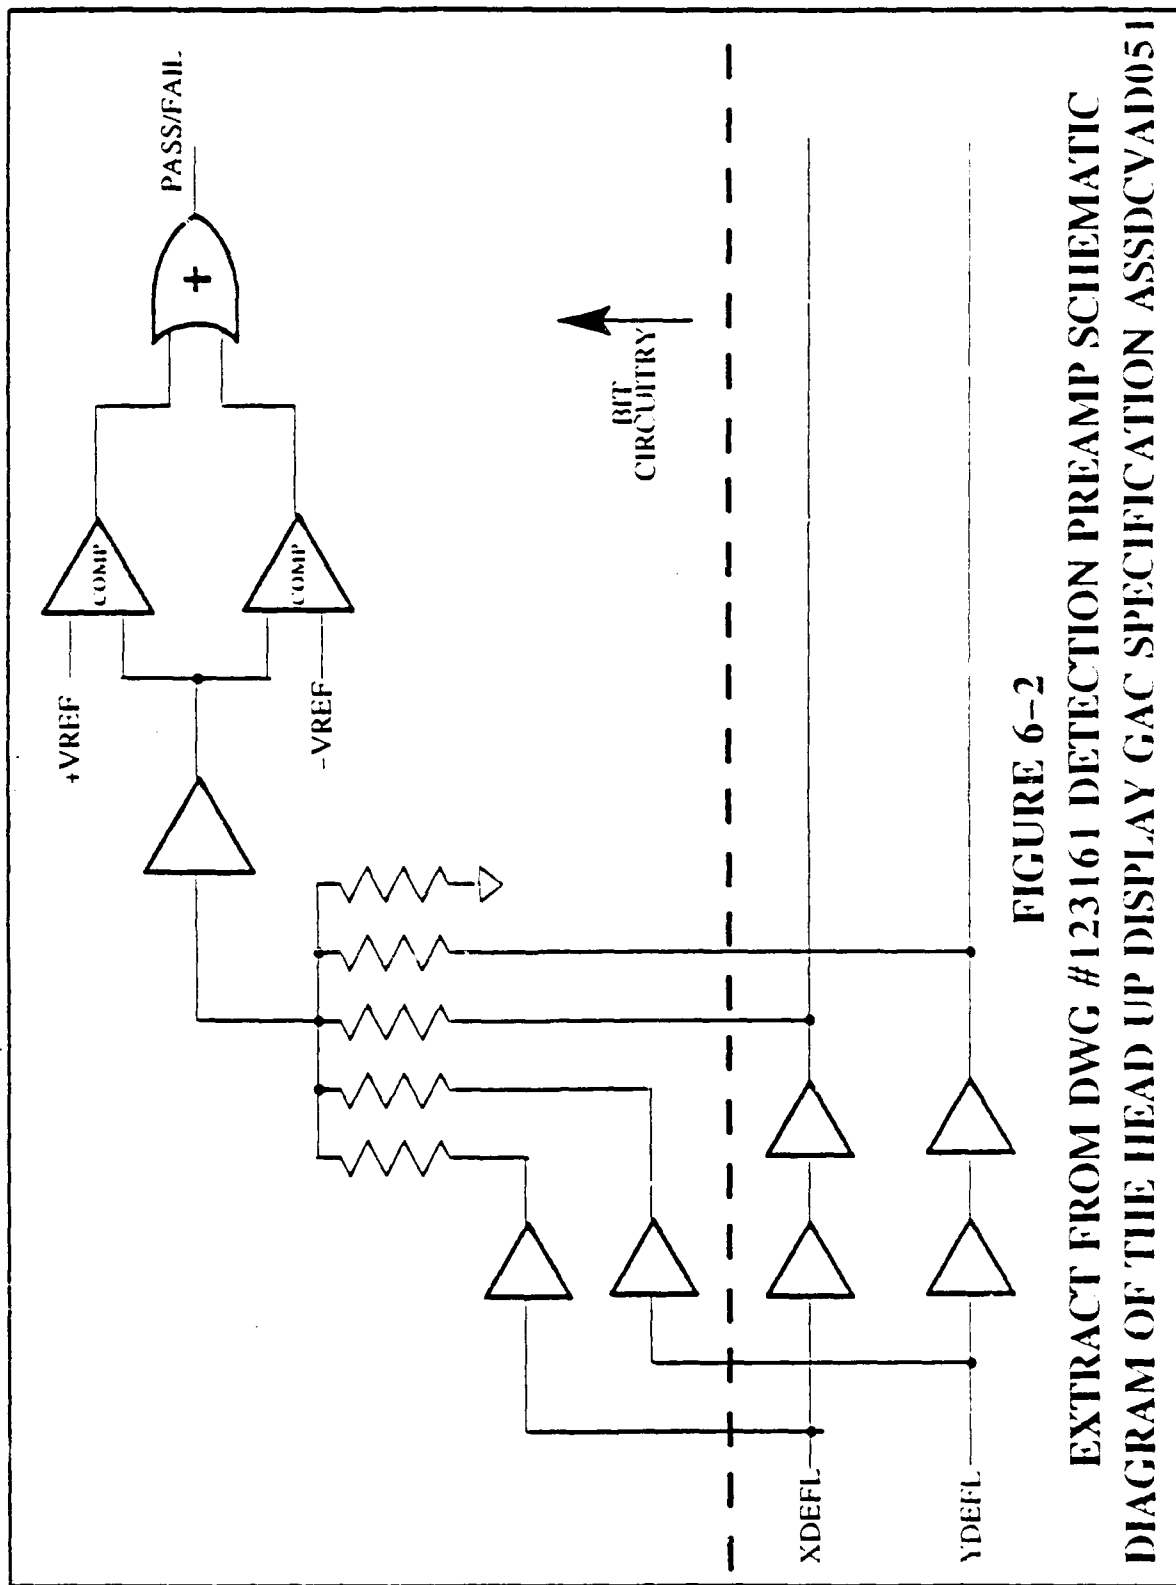 PASS/FAIL
+VREF
COMP
COMP
-VREF
BIT
CIRCUITRY
XDEFL
YDEFL
+
FIGURE 6-2
EXTRACT FROM DWG #123161 DETECTION PREAMP SCHEMATIC
DIAGRAM OF THE HEAD UP DISPLAY GAC SPECIFICATION ASSDCVAD051